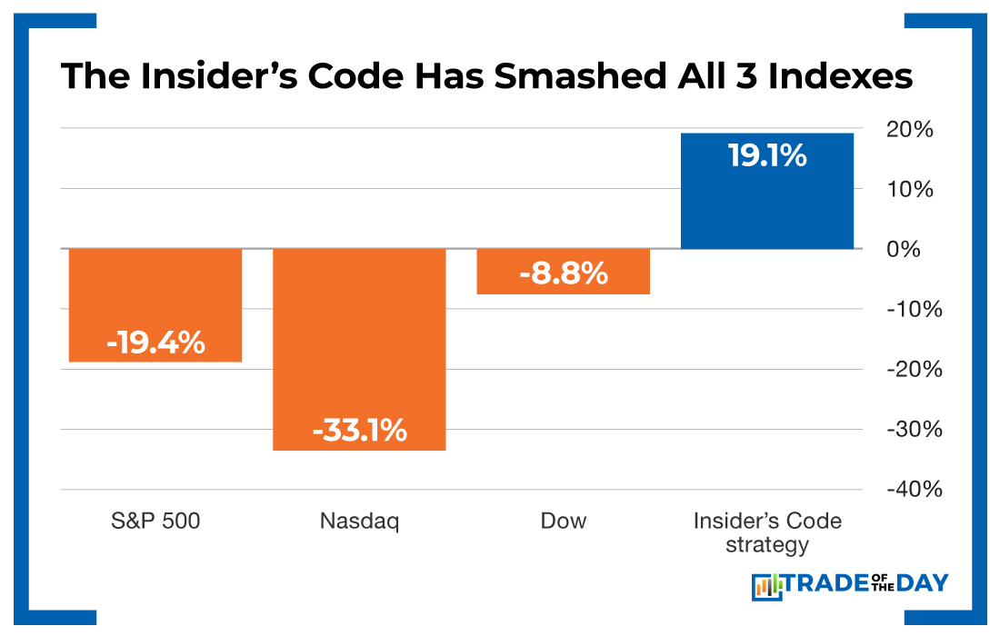 The Insider’s Code Has Smashed All 3 Indexes
20%
19.1%
10%
0%
-8.8%
-10%
-19.4%
-20%
-33.1%
-30%
-40%
S&P 500
Nasdaq
Dow
Insider’s Code
strategy
TRADE OF THE DAY